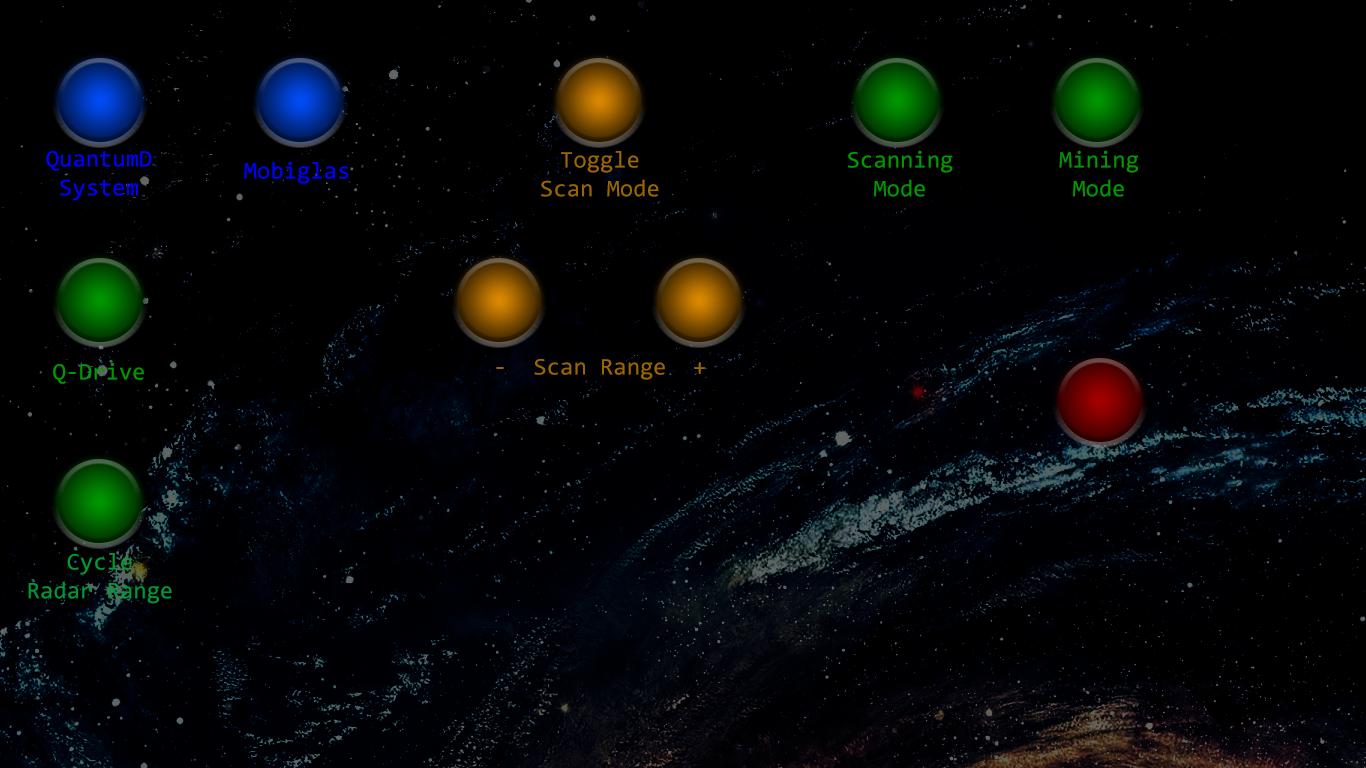 QuantumD
System
Mobiglas
Toggle
Scan Mode
Scanning
Mode
Mining
Mode
Q-Drive
- Scan Range +
Cycle
Radar Range